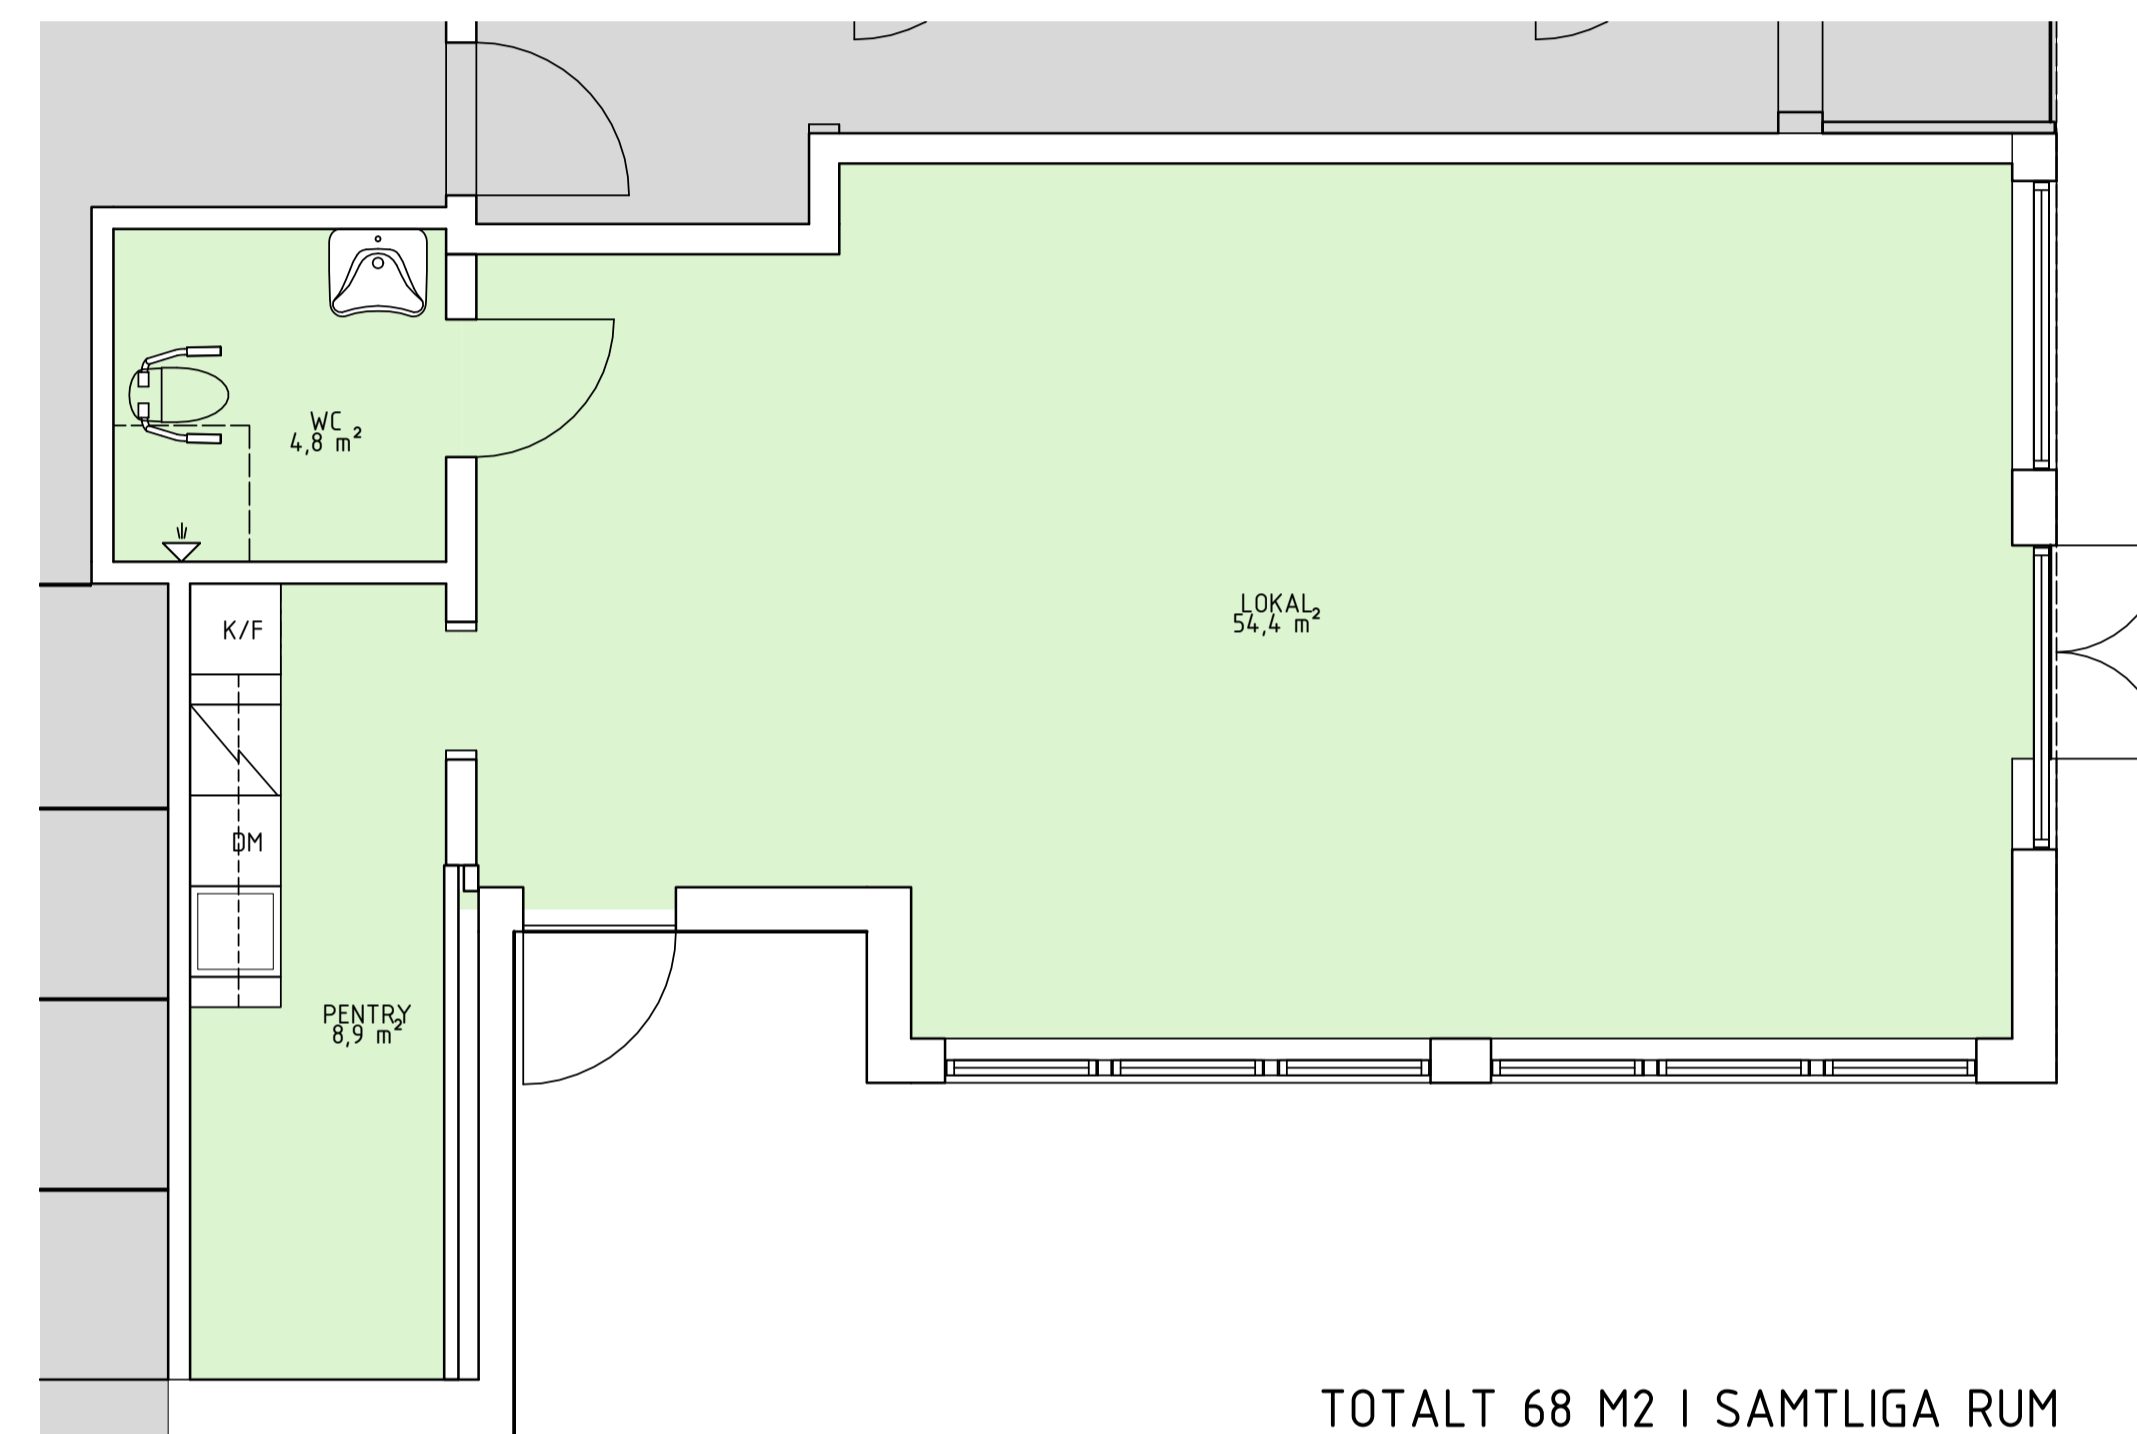 WC
4,8 m²
LOKAL
54,4 m²
K/F
DM
PENTRY
8,9 m²
TOTALT 68 M2 I SAMTLIGA RUM